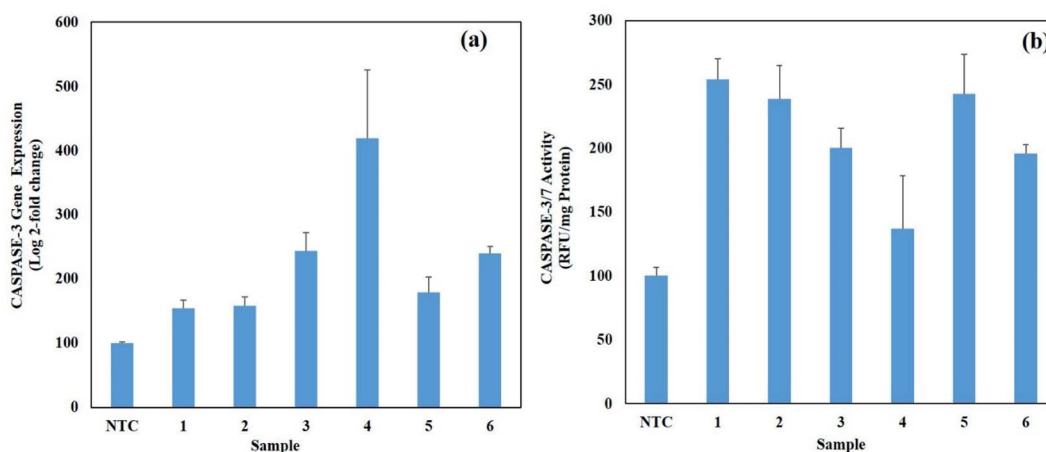 (a)
CASPASE-3 Gene Expression
(Log 2-fold change)
600
500
400
300
200
100
0
NTC 1 2 3 4 5 6
Sample
(b)
CASPASE-3/7 Activity
(RFU/mg Protein)
300
250
200
150
100
50
0
NTC 1 2 3 4 5 6
Sample